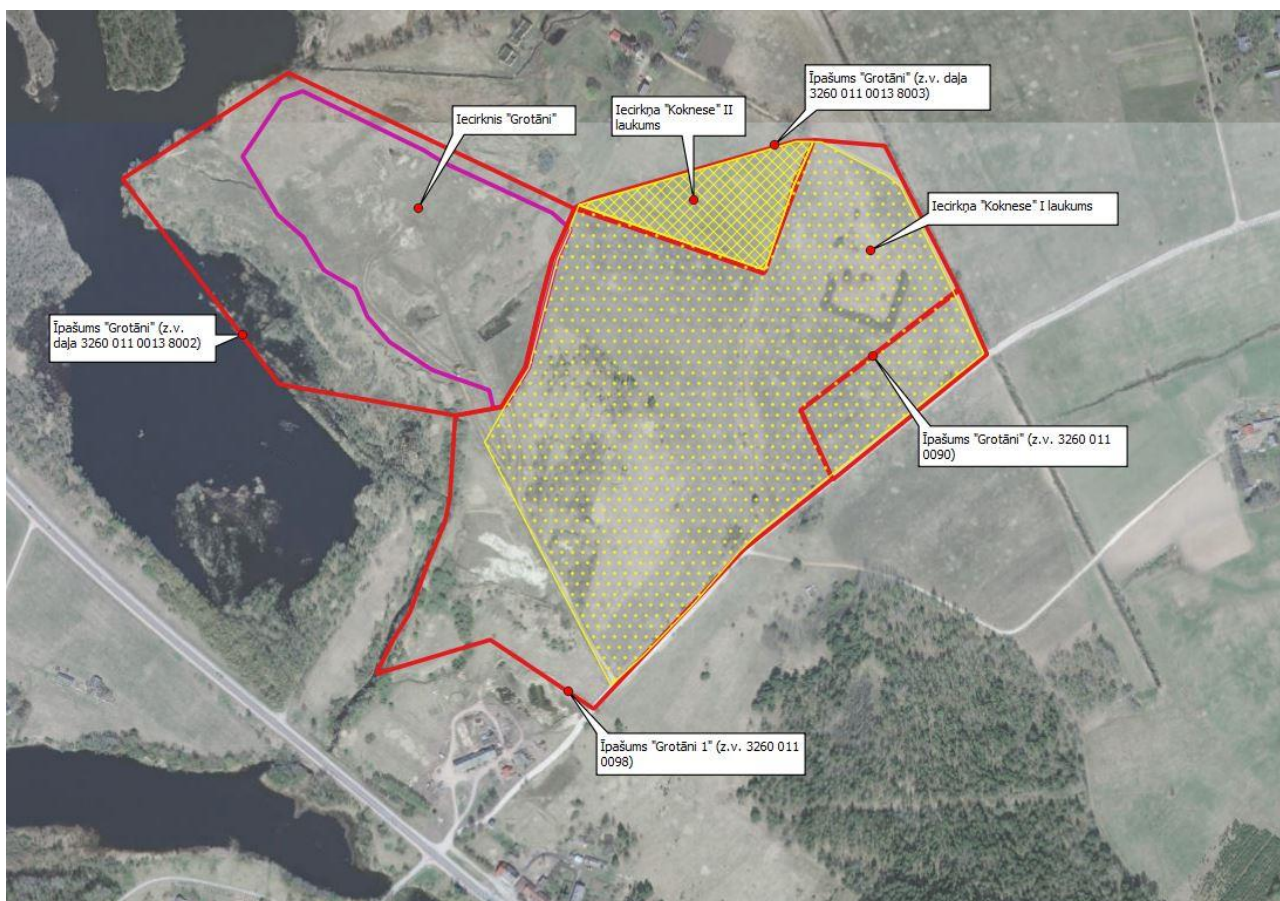 Īpašums "Grotāni" (z.v. daļa
3260 011 0013 8003)
Iecirkņa "Koknese" II
laukums
Iecirknis "Grotāni"
Iecirkņa "Koknese" I laukums
Īpašums "Grotāni" (z.v.
daļa 3260 011 0013 8002)
Īpašums "Grotāni" (z.v. 3260 011
0090)
Īpašums "Grotāni 1" (z.v. 3260 011
0098)